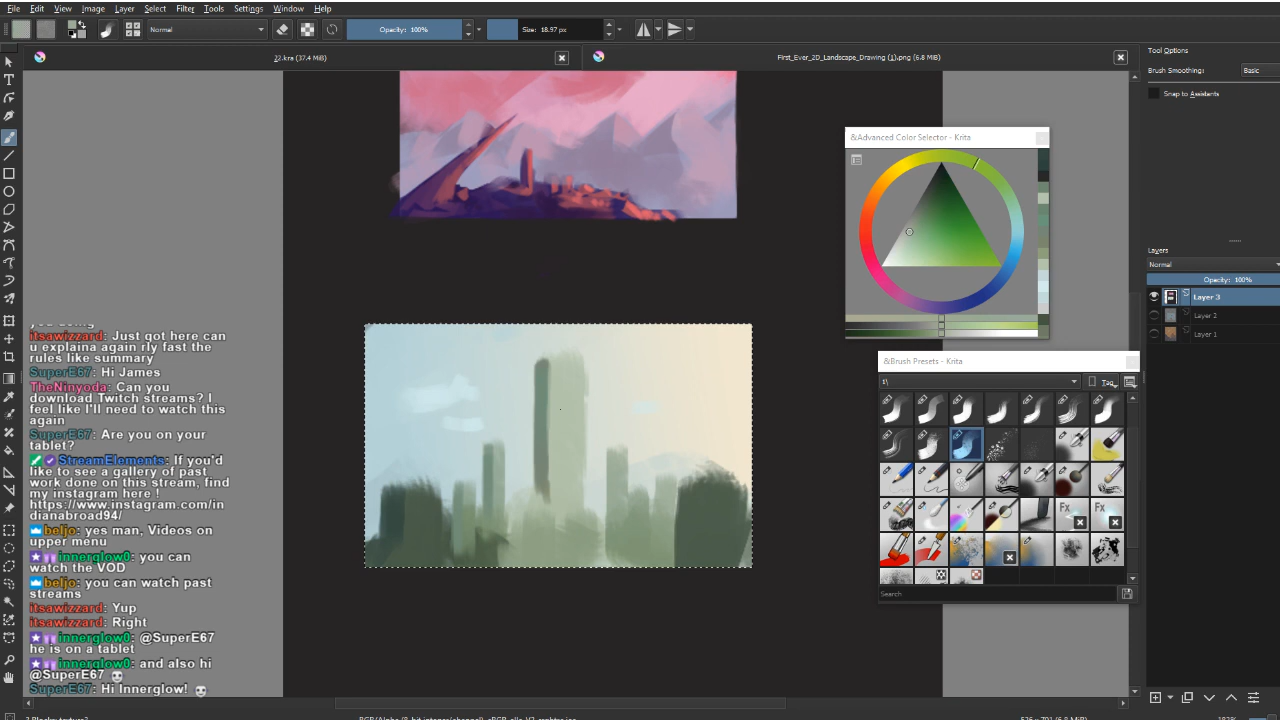 File Edit View Image Layer Select Filter Tools Settings Window Help
Normal
Opacity: 100%
Size: 18.97 px
22.kra (37.4 MiB)
First_Ever_2D_Landscape_Drawing (1).png (6.8 MiB)
Tool Options
Brush Smoothing: Basic
Snap to Assistants
&Advanced Color Selector - Krita
Layers
Normal
Opacity: 100%
Layer 3
Layer 2
Layer 1
&Brush Presets - Krita
Tag
Fx
Fx
Search
you doing
itsawizzard: Just got here can
u explaina again rly fast the
rules like summary
SuperE67: Hi James
TheNinyoda: Can you
download Twitch streams? I
feel like I'll need to watch this
again
SuperE67: Are you on your
tablet?
StreamElements: If you'd
like to see a gallery of past
work done on this stream, find
my instagram here !
https://www.instagram.com/in
dianabroad94/
beljo: yes man, Videos on
upper menu
innerglow0: you can
watch the VOD
beljo: you can watch past
streams
itsawizzard: Yup
itsawizzard: Right
innerglow0: @SuperE67
he is on a tablet
innerglow0: and also hi
@SuperE67
SuperE67: Hi Innerglow!